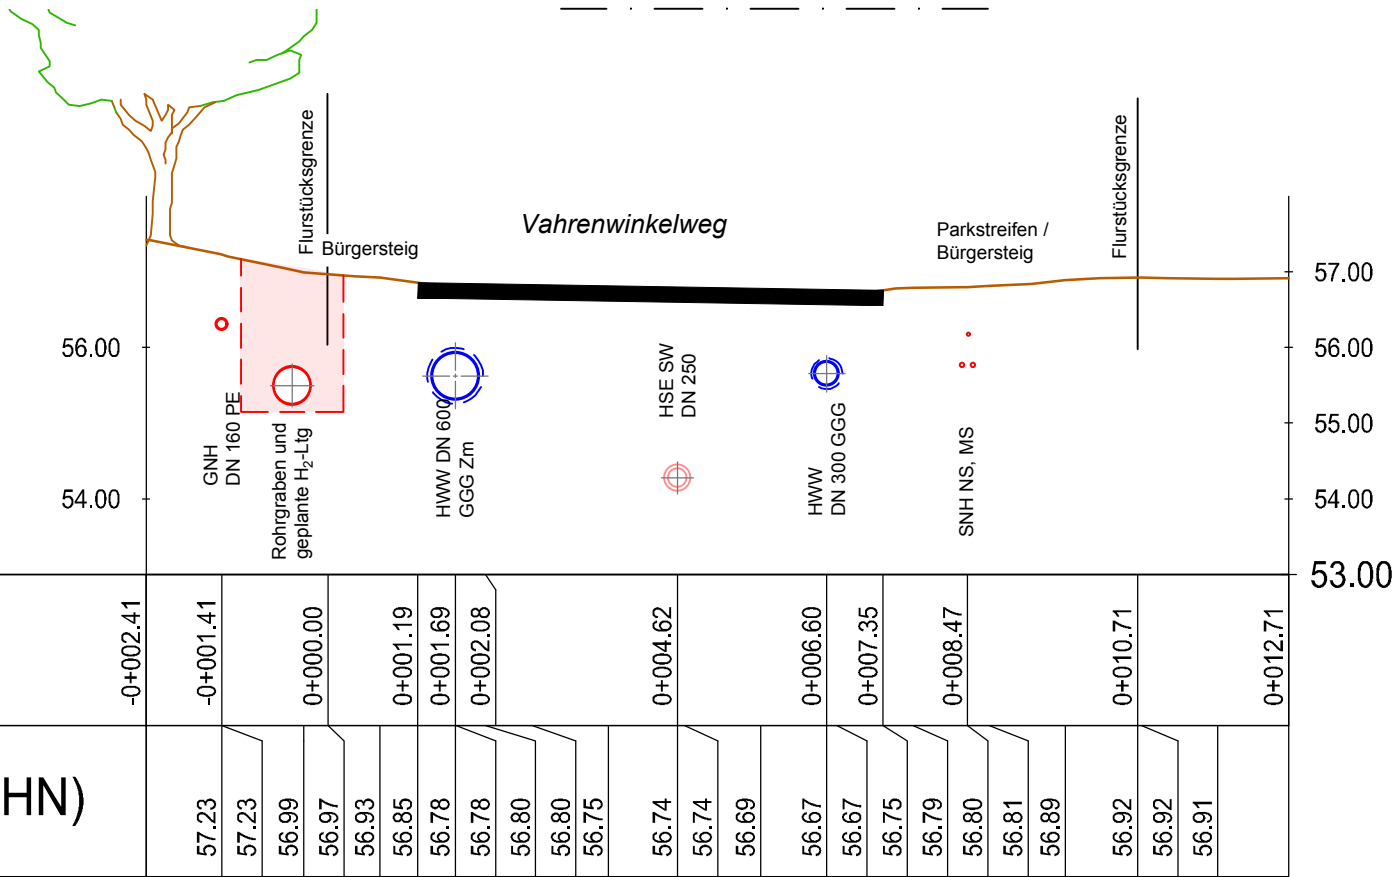 Flurstücksgrenze
Flurstücksgrenze
Vahrenwinkelweg
Bürgersteig
Parkstreifen /
Bürgersteig
57.00
56.00
56.00
55.00
54.00
54.00
53.00
GNH
DN 160 PE
Rohrgraben und
geplante H₂-Ltg
HWW DN 600
GGG Zm
HSE SW
DN 250
HWW
DN 300 GGG
SNH NS, MS
-0+002.41
-0+001.41
0+000.00
0+001.19
0+001.69
0+002.08
0+004.62
0+006.60
0+007.35
0+008.47
0+010.71
0+012.71
HN)
57.23
57.23
56.99
56.97
56.93
56.85
56.78
56.78
56.80
56.80
56.75
56.74
56.74
56.69
56.67
56.67
56.75
56.79
56.80
56.81
56.89
56.92
56.92
56.91